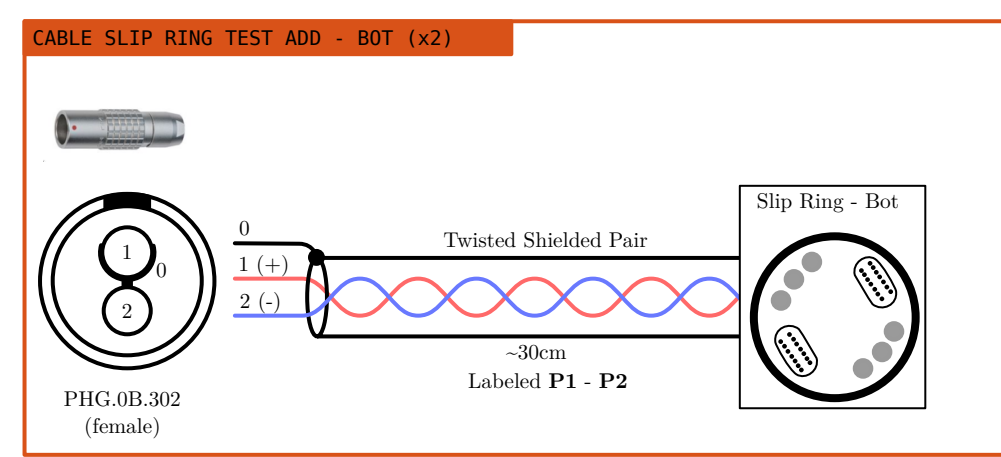 CABLE SLIP RING TEST ADD - BOT (x2)
Slip Ring - Bot
0
Twisted Shielded Pair
1
0
1 (+)
2
2 (-)
~30cm
Labeled P1 - P2
PHG.0B.302
(female)